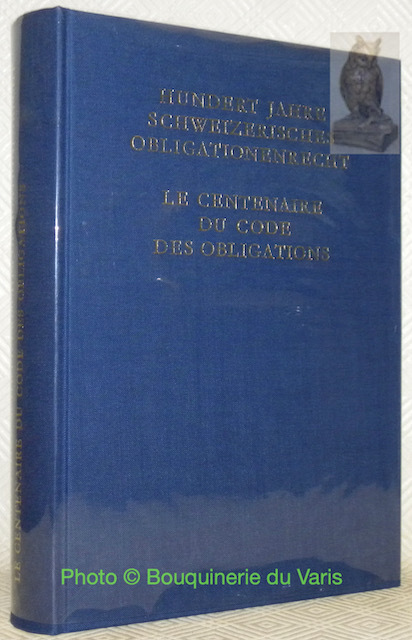 HUNDERT JAHRE
SCHWEIZERISCHES
OBLIGATIONENRECHT
LE CENTENAIRE
DU CODE
DES OBLIGATIONS
LE CENTENAIRE DU CODE DES OBLIGATIONS
Photo © Bouquinerie du Varis